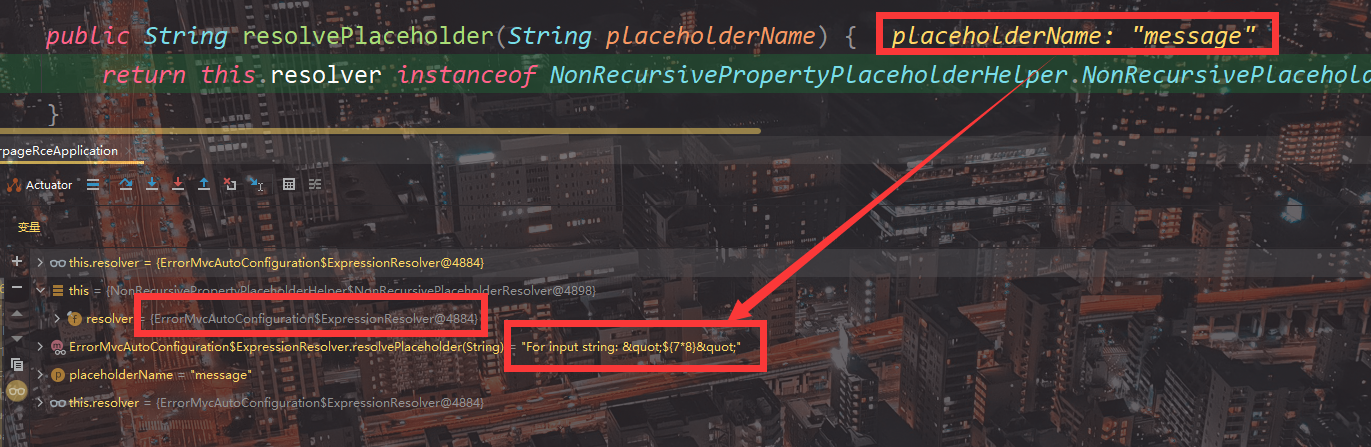 public String resolvePlaceholder(String placeholderName) { placeholderName: "message"
return this.resolver instanceof NonRecursivePropertyPlaceholderHelper.NonRecursivePlacehold
}
rpageRceApplication
Actuator
变量
this.resolver = {ErrorMvcAutoConfiguration$ExpressionResolver@4884}
this = {NonRecursivePropertyPlaceholderHelper$NonRecursivePlaceholderResolver@4898}
resolver = {ErrorMvcAutoConfiguration$ExpressionResolver@4884}
ErrorMvcAutoConfiguration$ExpressionResolver.resolvePlaceholder(String) = "For input string: &quot;${7*8}&quot;"
placeholderName = "message"
this.resolver = {ErrorMvcAutoConfiguration$ExpressionResolver@4884}